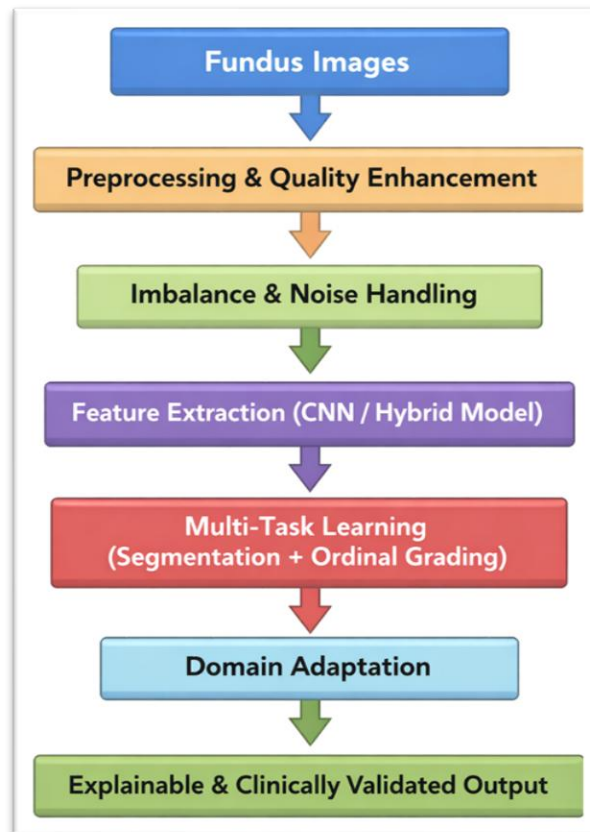 Fundus Images
Preprocessing & Quality Enhancement
Imbalance & Noise Handling
Feature Extraction (CNN / Hybrid Model)
Multi-Task Learning
(Segmentation + Ordinal Grading)
Domain Adaptation
Explainable & Clinically Validated Output